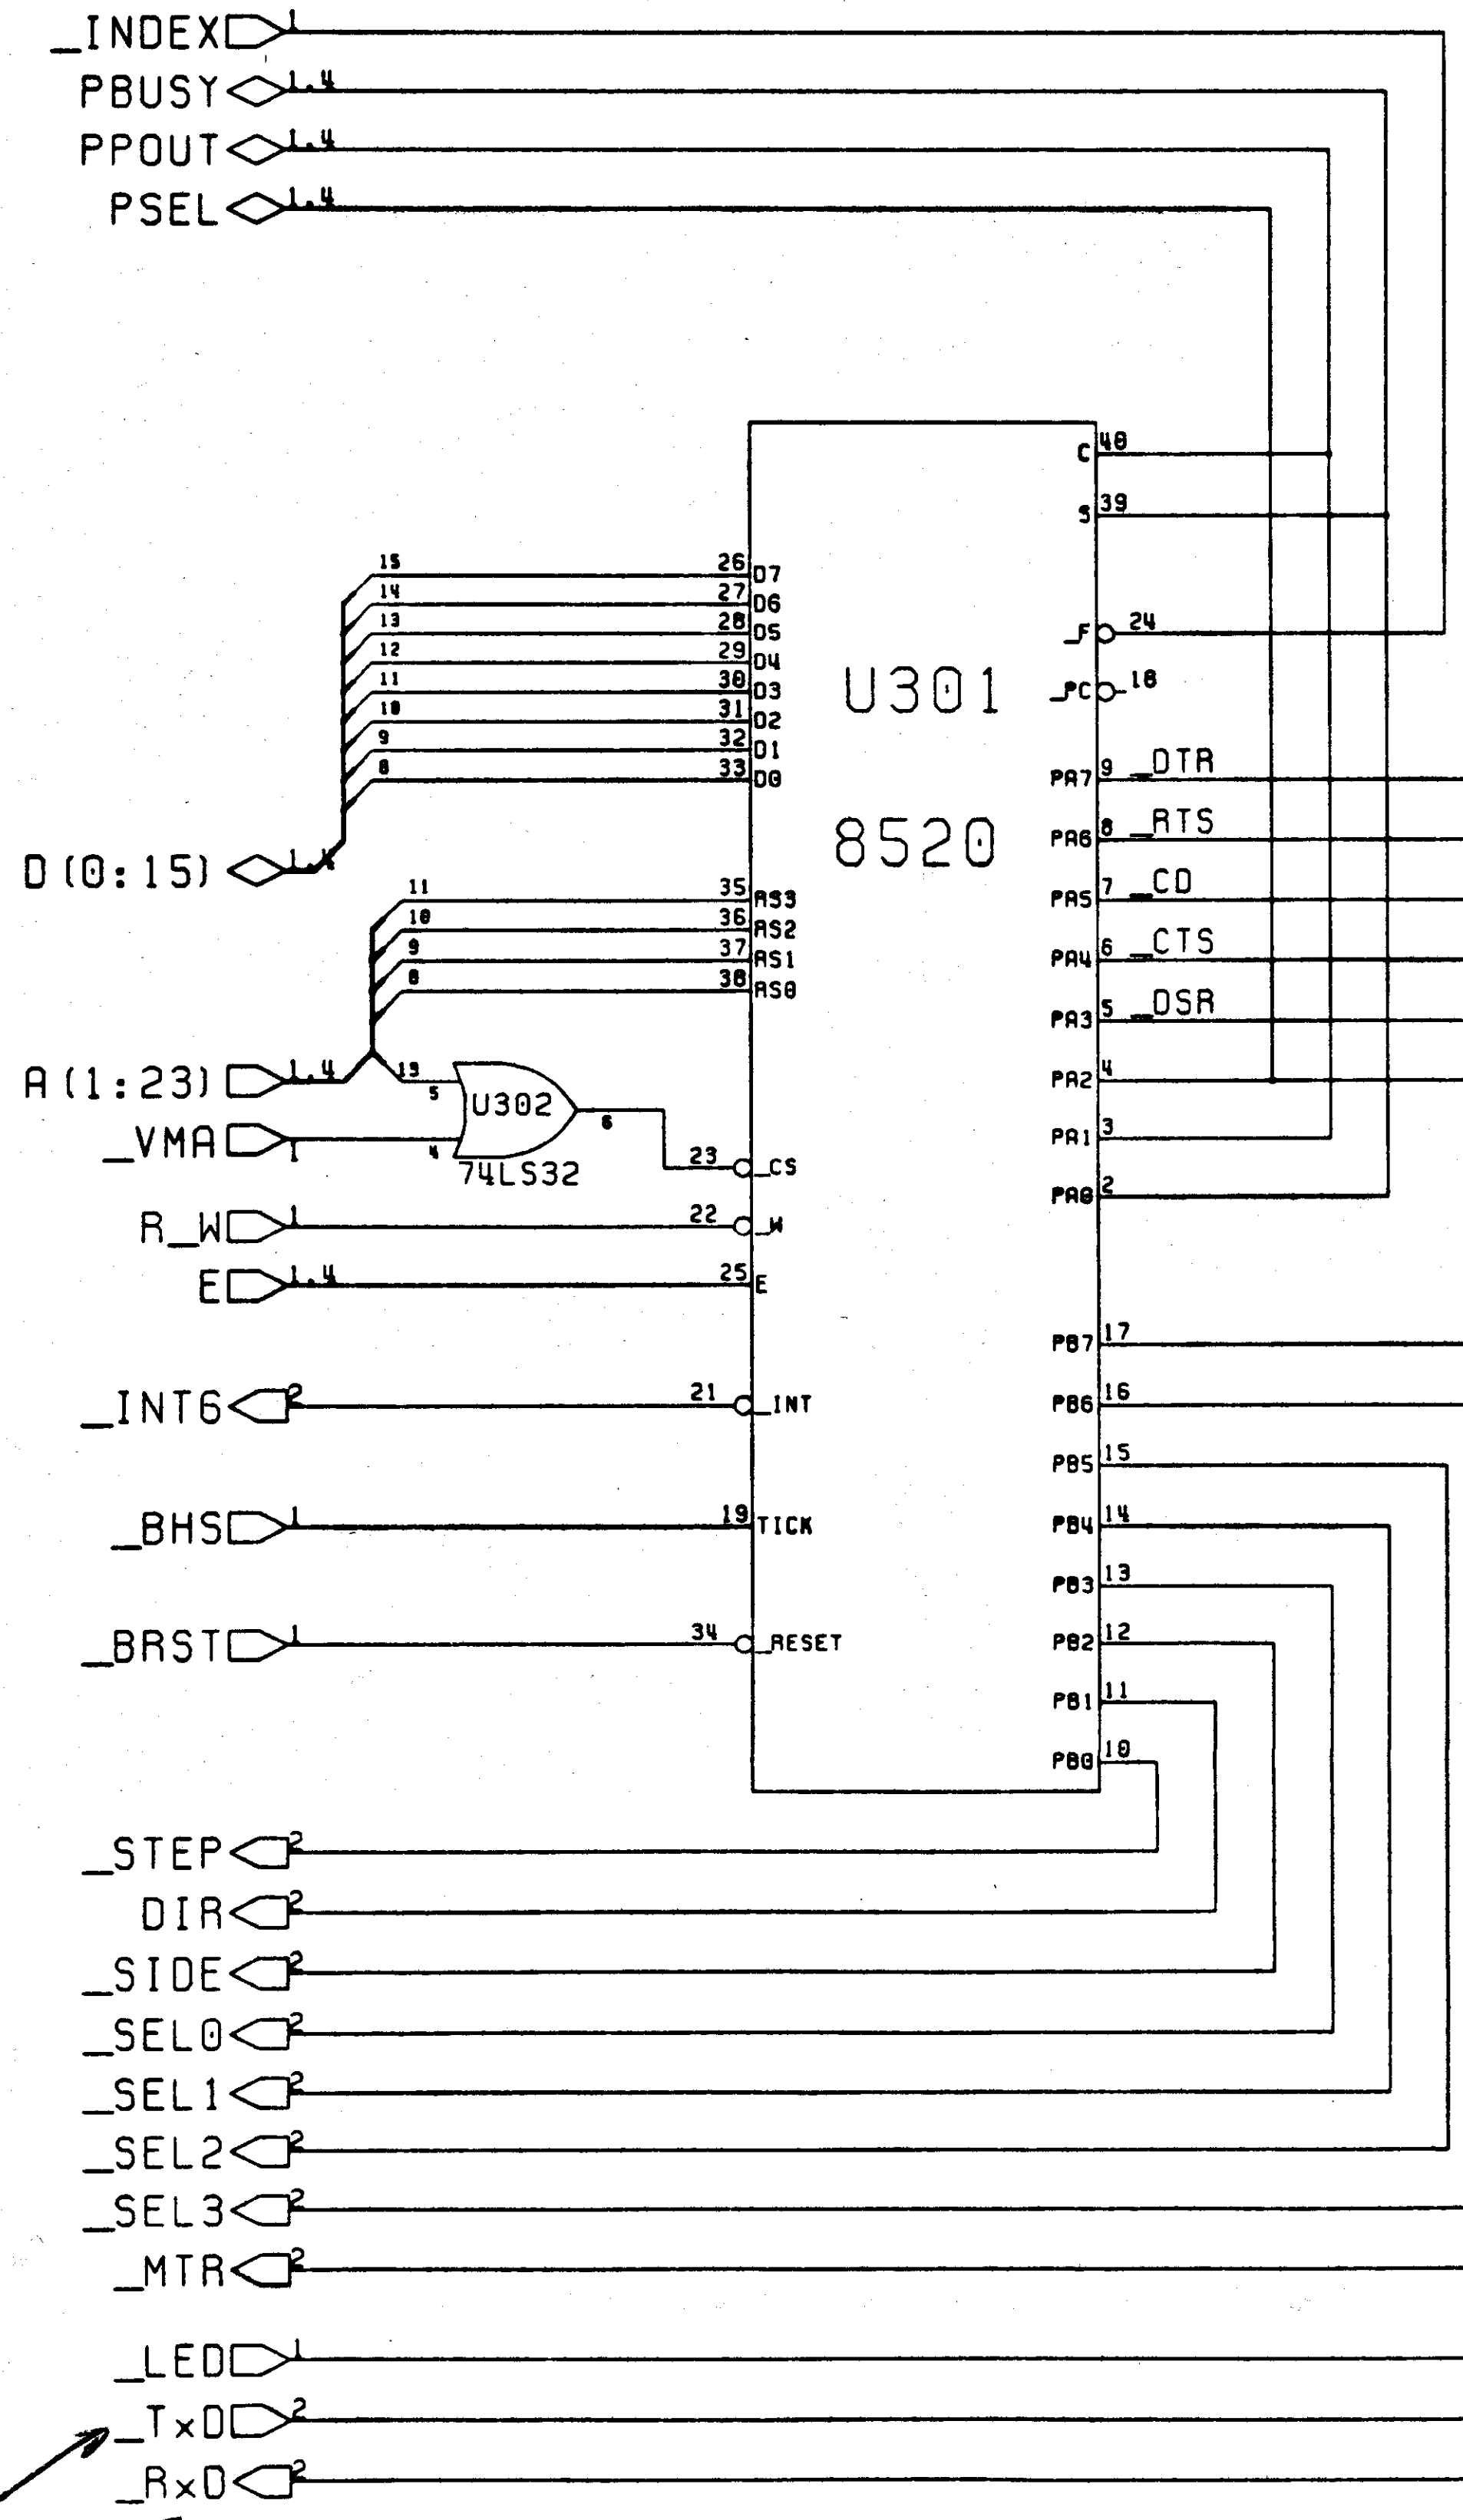 _INDEX 1
PBUSY 1.4
PPOUT 1.4
PSEL 1.4
C 40
S 39
15 26 D7
14 27 D6
13 28 D5
_F 24
12 29 D4
11 30 D3
U301
_PC 18
10 31 D2
9 32 D1
8 33 D0
PA7 9 _DTR
8520
PA6 8 _RTS
D(0:15) 1.4
PA5 7 _CD
11 35 RS3
10 36 RS2
9 37 RS1
PA4 6 _CTS
8 38 RS0
PA3 5 _DSR
A(1:23) 1.4 13 5
U302
PA2 4
_VMA 1 4 6
PA1 3
74LS32
23 _CS
PA0 2
R_W 1 22 _W
E 1.4 25 E
PB7 17
_INT6 2 21 _INT
PB6 16
PB5 15
_BHS 1 19 TICK
PB4 14
PB3 13
_BRST 1 34 _RESET
PB2 12
PB1 11
PB0 10
_STEP 2
DIR 2
_SIDE 2
_SEL0 2
_SEL1 2
_SEL2 2
_SEL3 2
_MTR 2
_LED 1
_TxD 2
_RxD 2